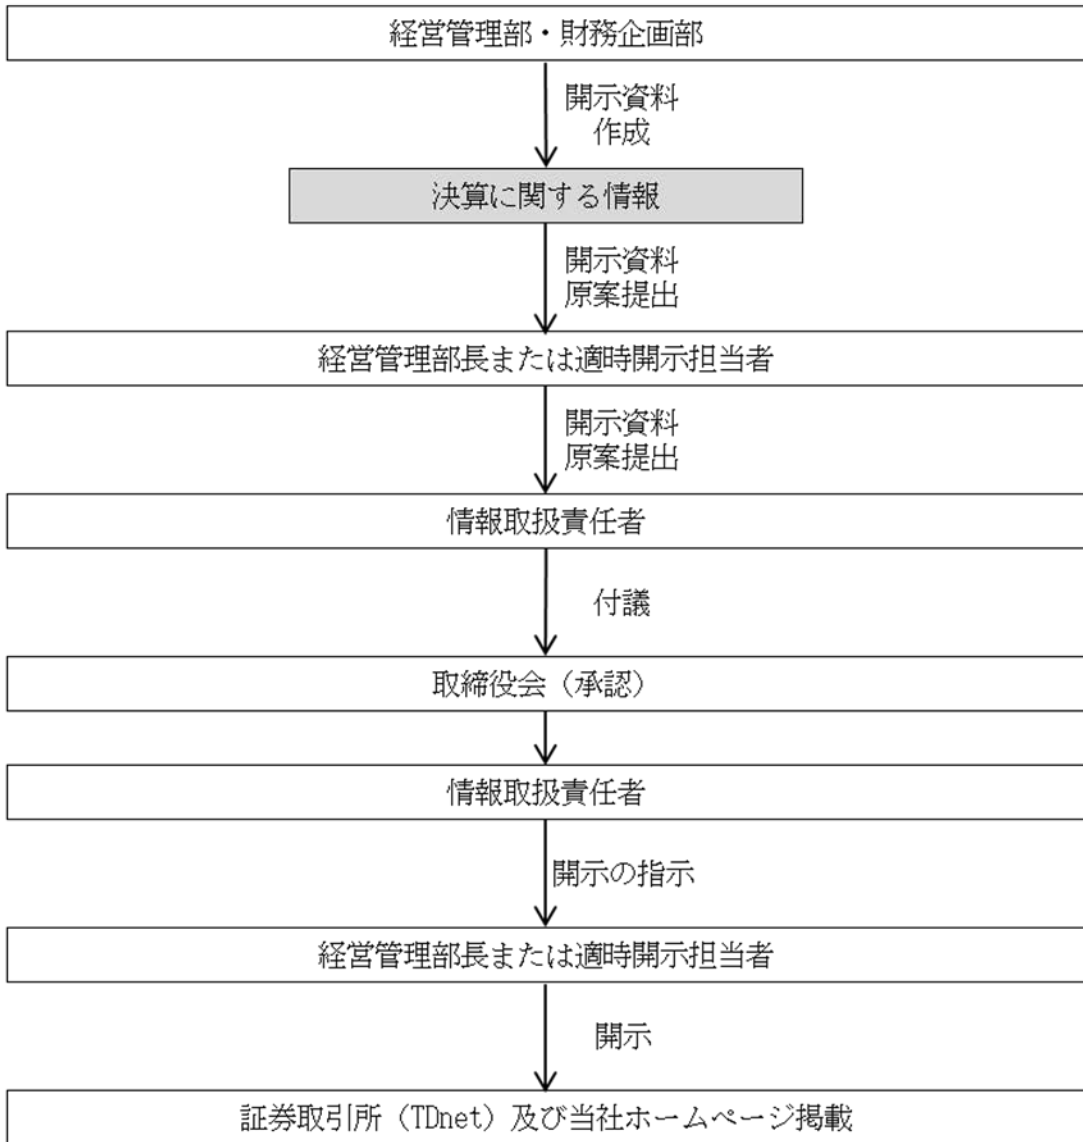 経営管理部・財務企画部
開示資料
作成
決算に関する情報
開示資料
原案提出
経営管理部長または適時開示担当者
開示資料
原案提出
情報取扱責任者
付議
取締役会（承認）
情報取扱責任者
開示の指示
経営管理部長または適時開示担当者
開示
証券取引所（TDnet）及び当社ホームページ掲載